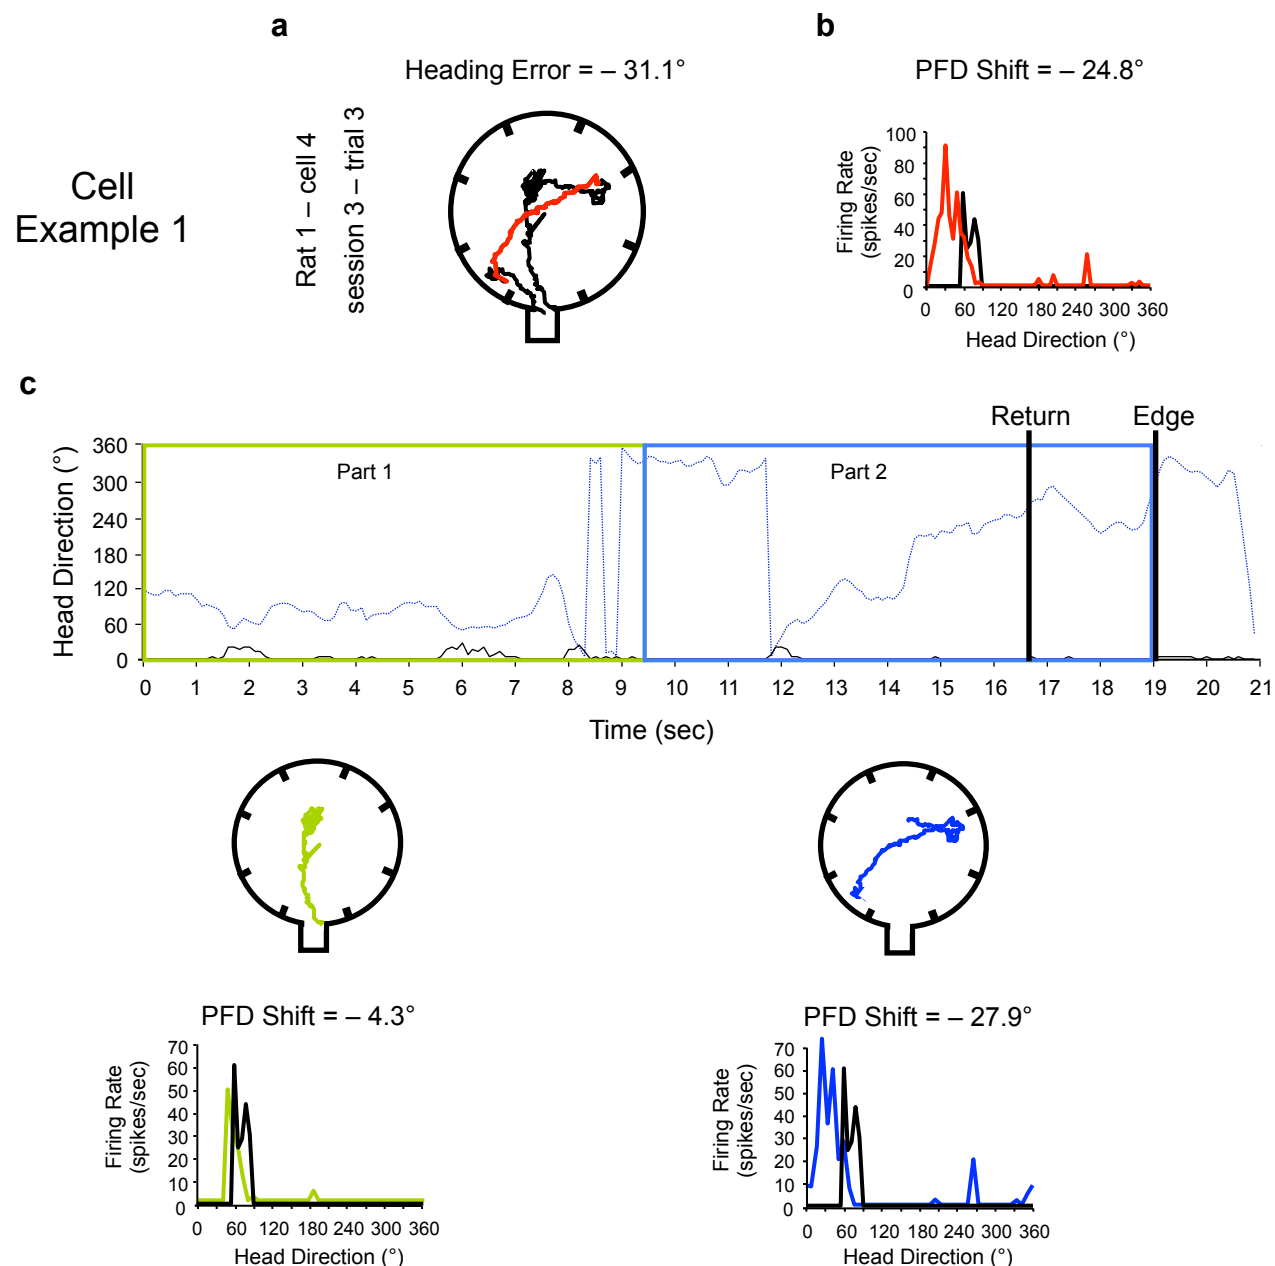 a
b
Heading Error = – 31.1°
PFD Shift = – 24.8°
Cell
Example 1
Rat 1 – cell 4
session 3 – trial 3
Firing Rate
(spikes/sec)
100
80
60
40
20
0
0 60 120 180 240 300 360
Head Direction (°)
c
Return Edge
Head Direction (°)
360
300
240
180
120
60
0
Part 1
Part 2
0 1 2 3 4 5 6 7 8 9 10 11 12 13 14 15 16 17 18 19 20 21
Time (sec)
PFD Shift = – 4.3°
Firing Rate
(spikes/sec)
70
60
50
40
30
20
10
0
0 60 120 180 240 300 360
Head Direction (°)
PFD Shift = – 27.9°
Firing Rate
(spikes/sec)
70
60
50
40
30
20
10
0
0 60 120 180 240 300 360
Head Direction (°)